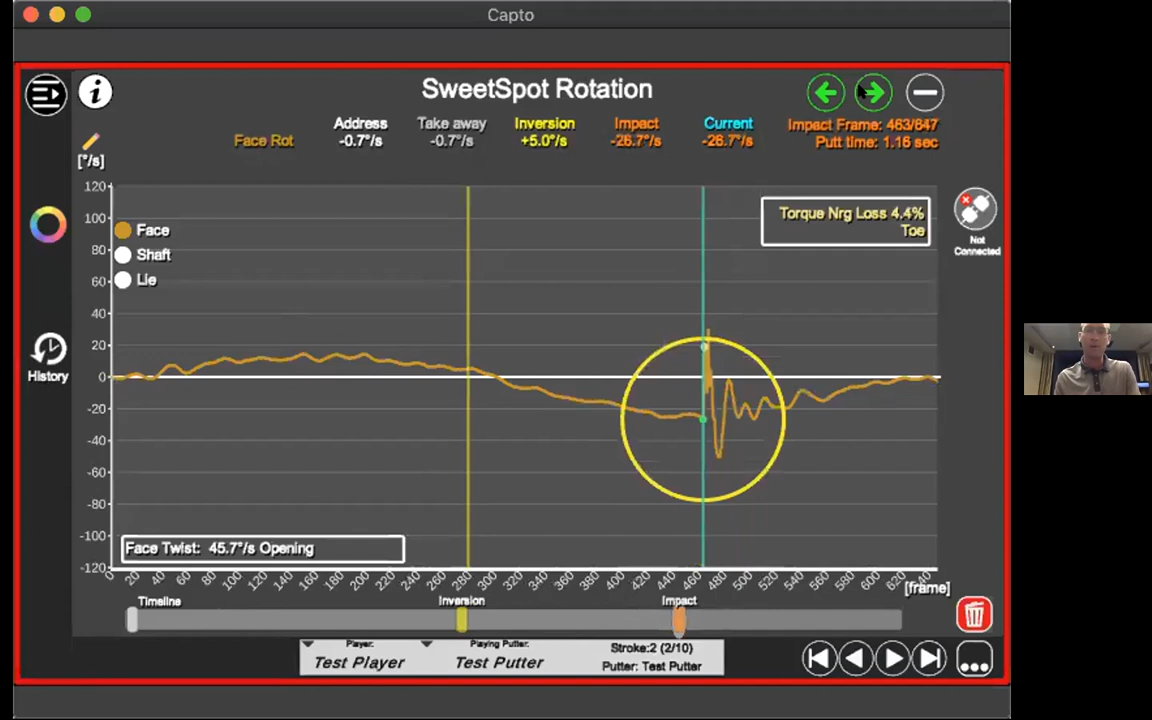 Capto
SweetSpot Rotation
Face Rot
Address
-0.7°/s
Take away
-0.7°/s
Inversion
+5.0°/s
Impact
-26.7°/s
Current
-26.7°/s
Impact Frame: 463/647
Putt time: 1.16 sec
[°/s]
120
100
80
60
40
20
0
-20
-40
-60
-80
-100
-120
Face
Shaft
Lie
Torque Nrg Loss 4.4%
Toe
Not
Connected
History
Face Twist: 45.7°/s Opening
0 20 40 60 80 100 120 140 160 180 200 220 240 260 280 300 320 340 360 380 400 420 440 460 480 500 520 540 560 580 600 620 640
[frame]
Timeline
Inversion
Impact
Player:
Test Player
Playing Putter:
Test Putter
Stroke:2 (2/10)
Putter: Test Putter